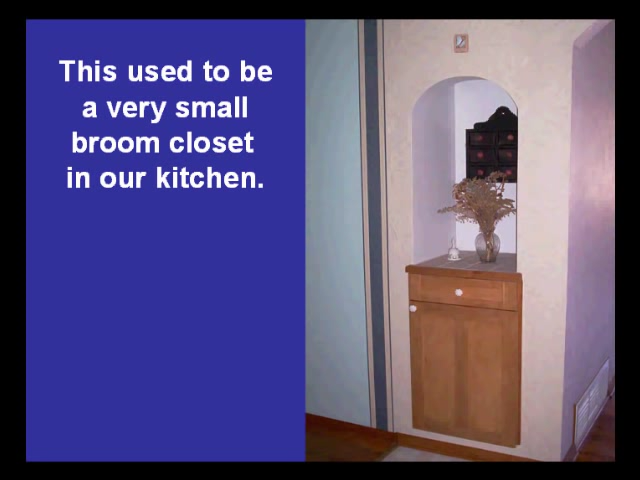 This used to be
a very small
broom closet
in our kitchen.